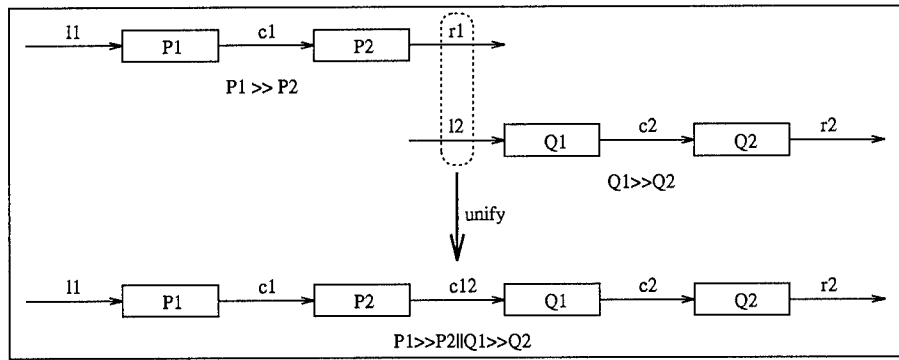 l1 P1 c1 P2 r1
P1 >> P2
l2 Q1 c2 Q2 r2
Q1>>Q2
unify
l1 P1 c1 P2 c12 Q1 c2 Q2 r2
P1>>P2||Q1>>Q2